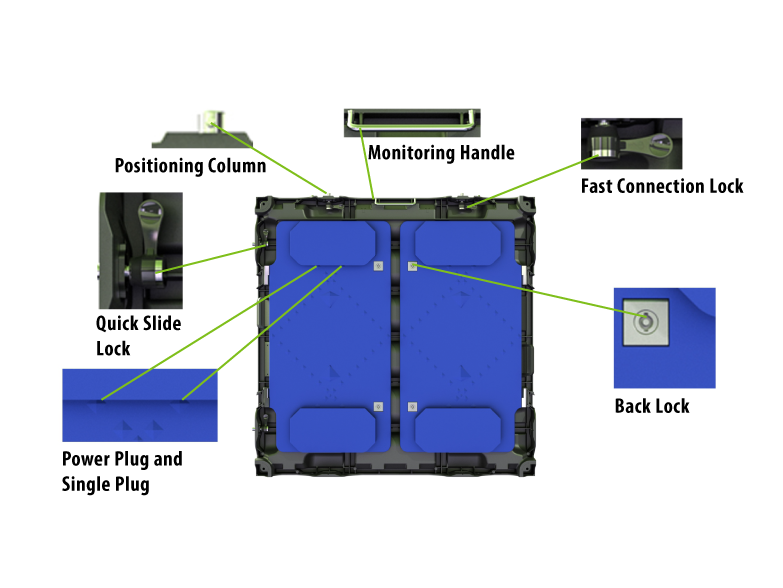 Positioning Column
Monitoring Handle
Fast Connection Lock
Quick Slide
Lock
Back Lock
Power Plug and
Single Plug